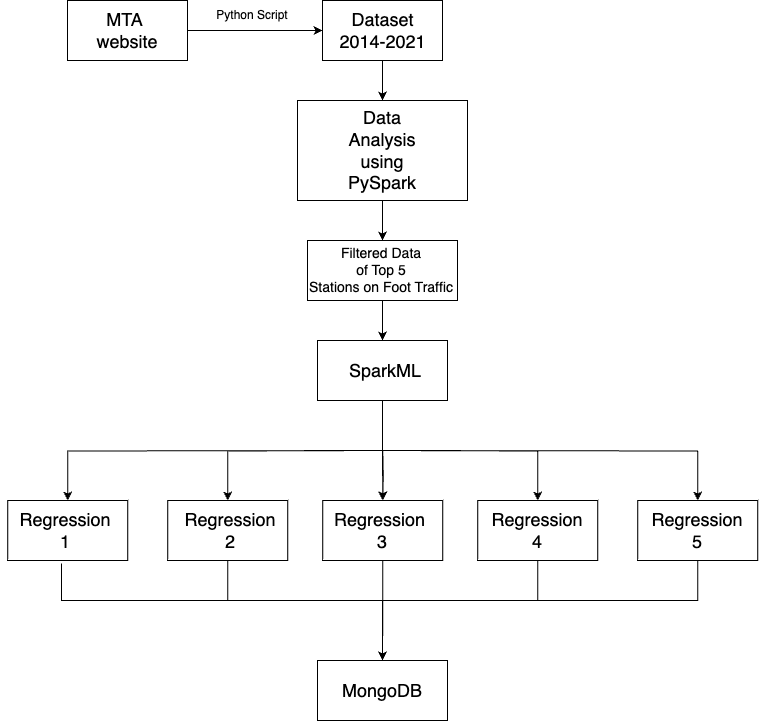 MTA
website
Python Script
Dataset
2014-2021
Data
Analysis
using
PySpark
Filtered Data
of Top 5
Stations on Foot Traffic
SparkML
Regression
1
Regression
2
Regression
3
Regression
4
Regression
5
MongoDB